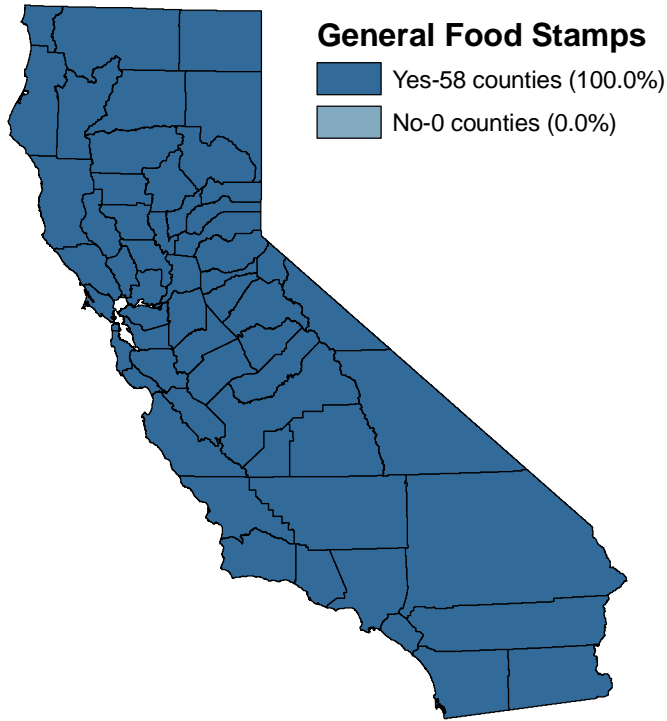 General Food Stamps
Yes-58 counties (100.0%)
No-0 counties (0.0%)